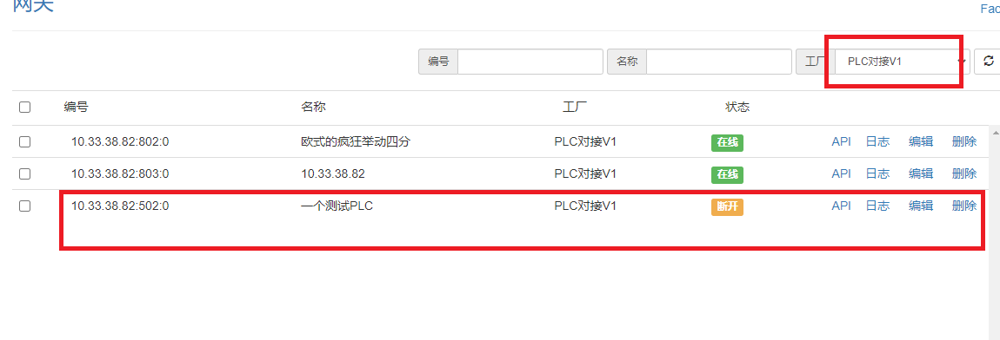 网关
Fac
编号 名称 工厂 PLC对接V1
编号 名称 工厂 状态
10.33.38.82:802:0 欧式的疯狂举动四分 PLC对接V1 在线 API 日志 编辑 删除
10.33.38.82:803:0 10.33.38.82 PLC对接V1 在线 API 日志 编辑 删除
10.33.38.82:502:0 一个测试PLC PLC对接V1 断开 API 日志 编辑 删除